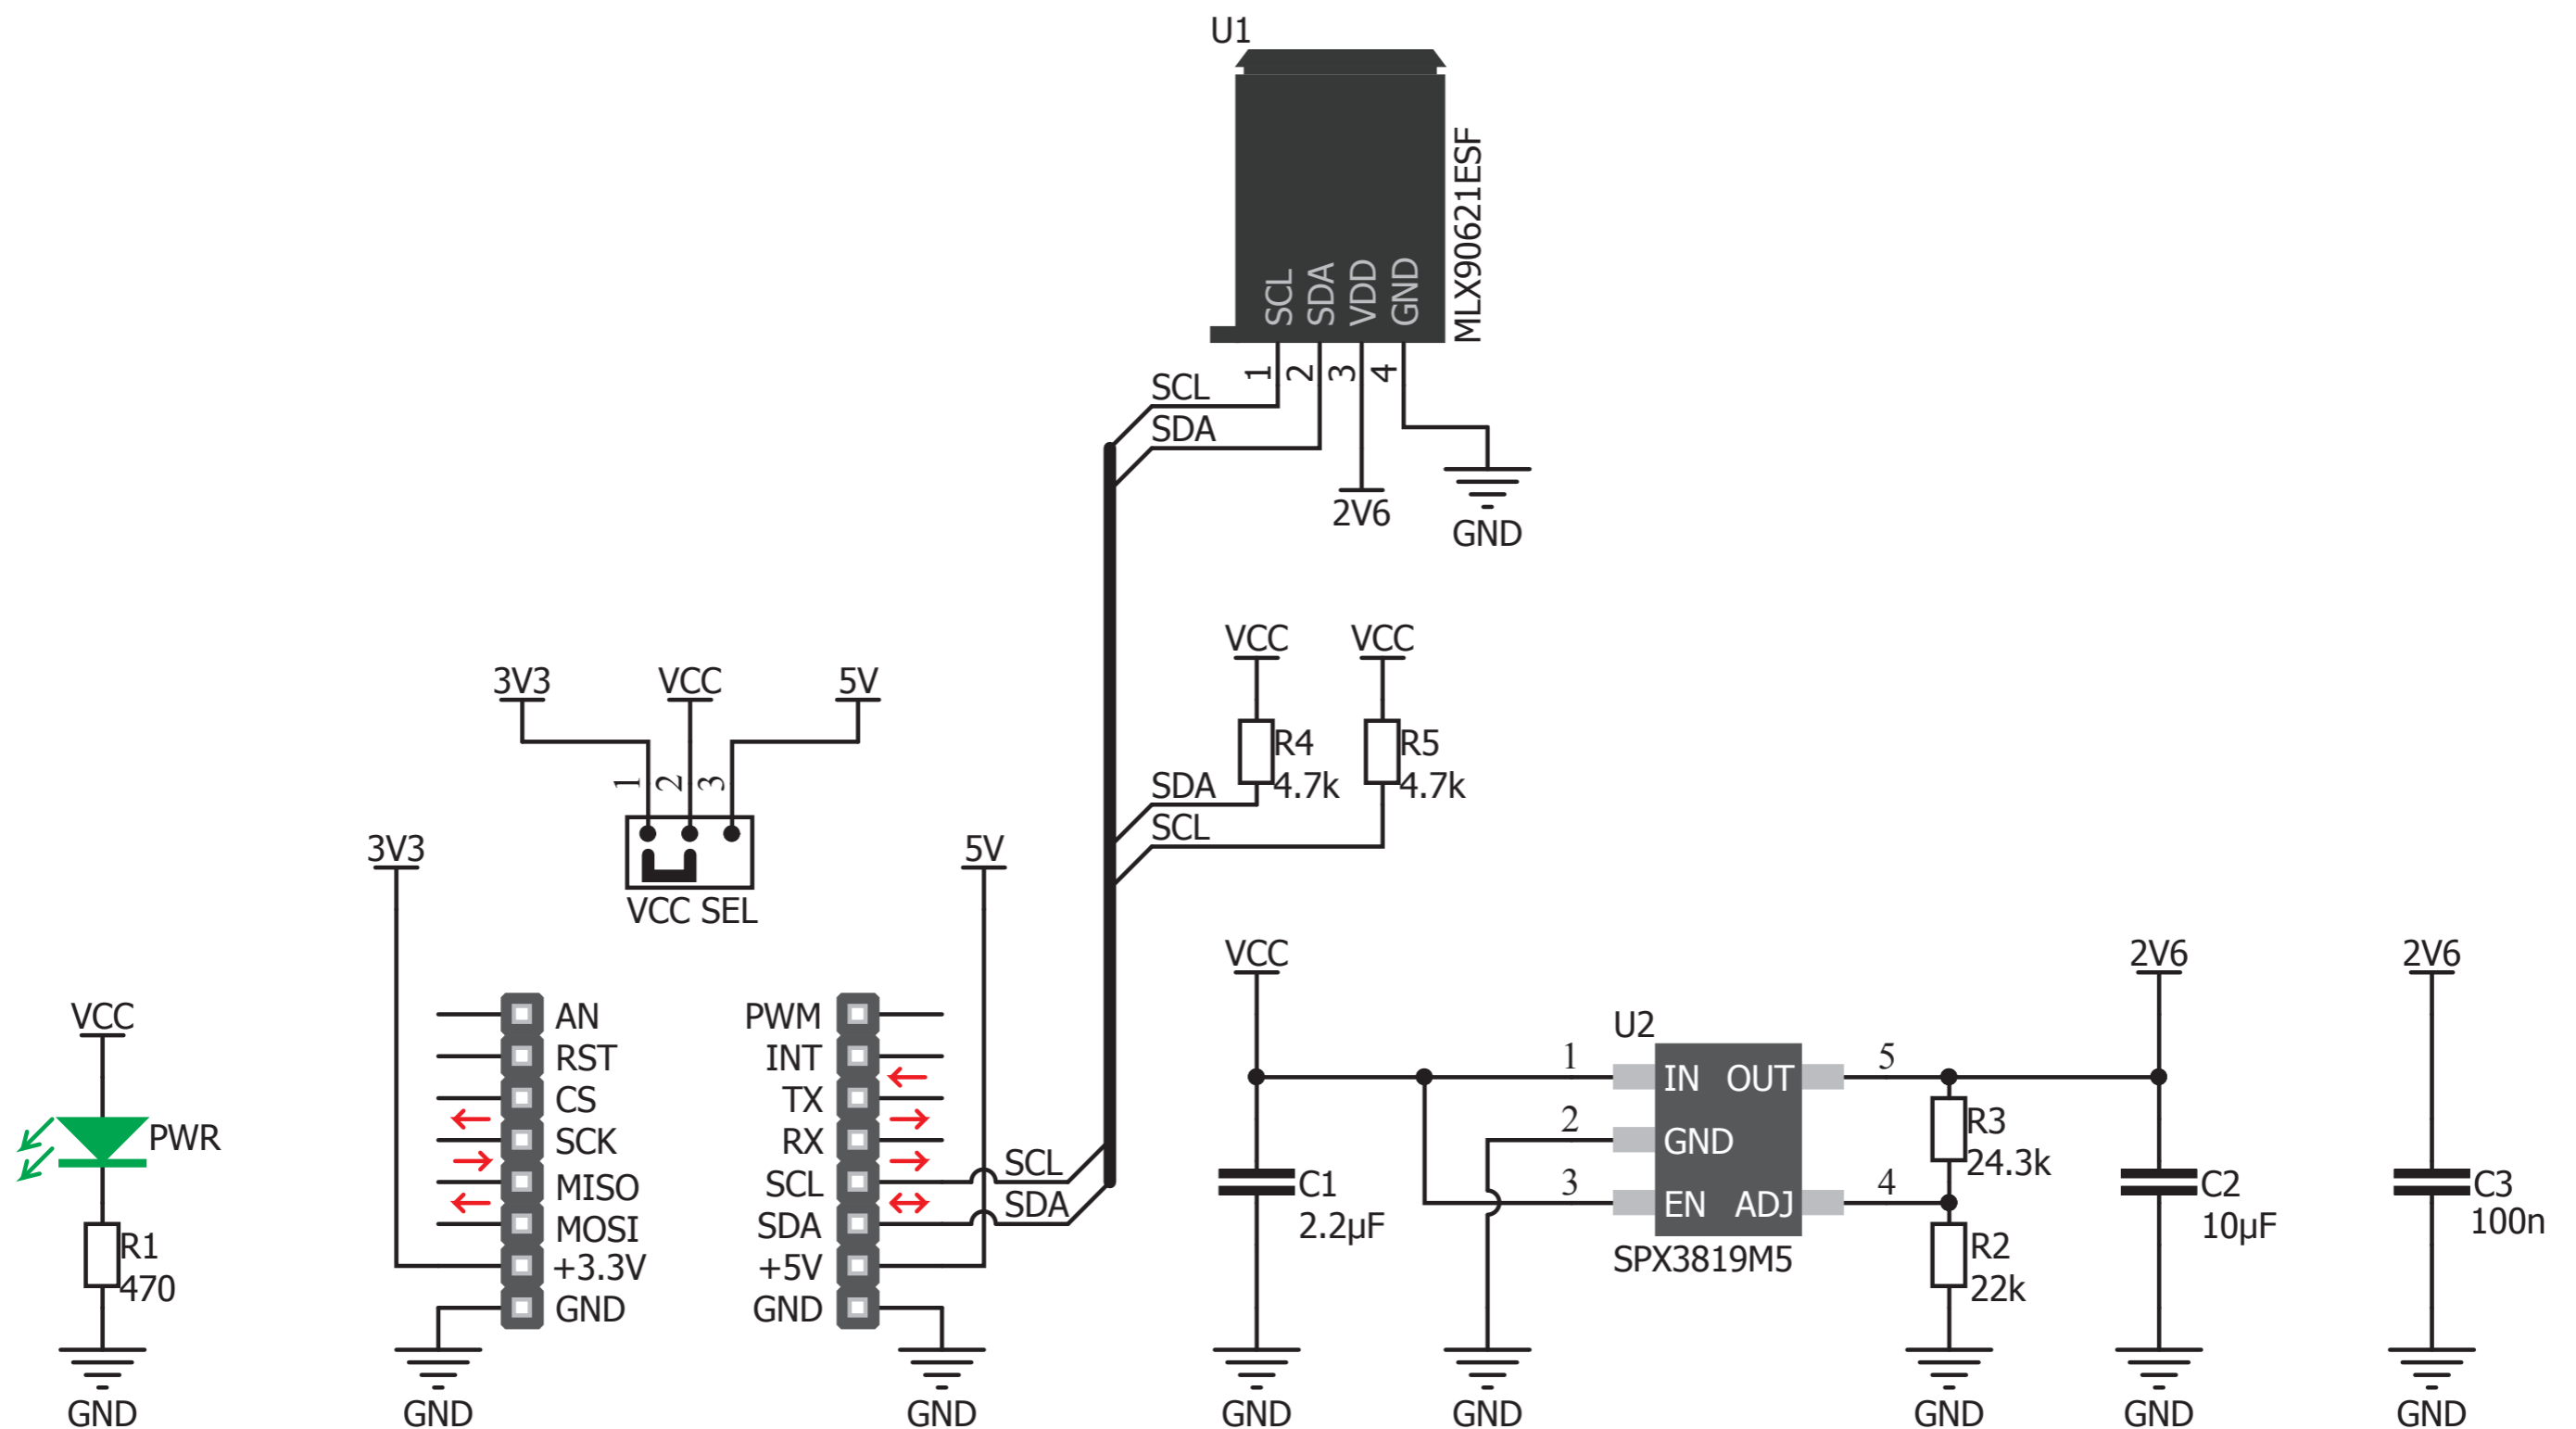 U1
MLX90621ESF
SCL
SDA
VDD
GND
1
2
3
4
SCL
SDA
2V6
GND
VCC
VCC
R4
4.7k
R5
4.7k
SDA
SCL
3V3
VCC
5V
1
2
3
VCC SEL
3V3
5V
VCC
PWR
R1
470
GND
AN
RST
CS
SCK
MISO
MOSI
+3.3V
GND
GND
PWM
INT
TX
RX
SCL
SDA
+5V
GND
SCL
SDA
GND
VCC
C1
2.2µF
GND
U2
1
2
3
IN
GND
EN
OUT
ADJ
5
4
SPX3819M5
GND
R3
24.3k
R2
22k
GND
2V6
C2
10µF
GND
2V6
C3
100n
GND